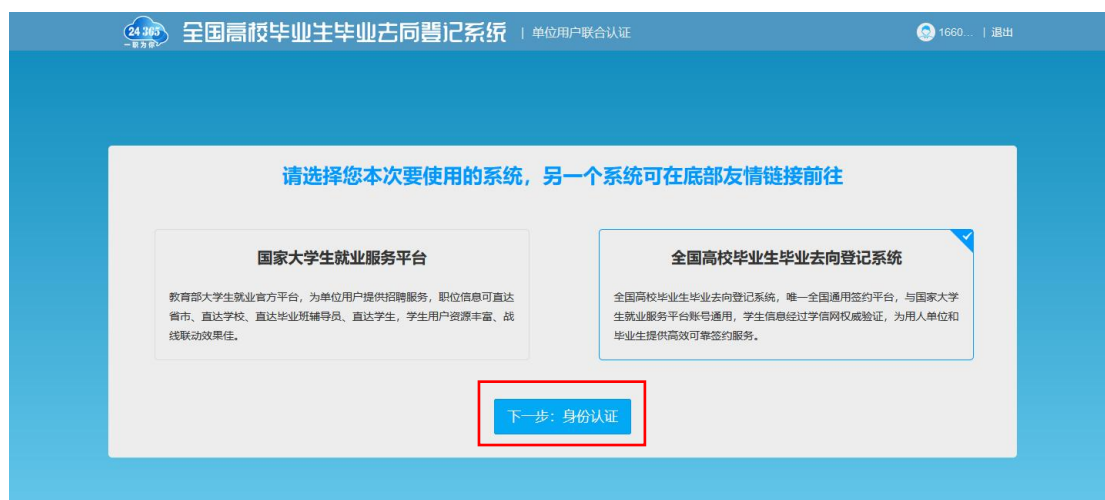 24365
一职为你
全国高校毕业生毕业去向登记系统 | 单位用户联合认证
1660... | 退出
请选择您本次要使用的系统，另一个系统可在底部友情链接前往
国家大学生就业服务平台
教育部大学生就业官方平台，为单位用户提供招聘服务，职位信息可直达
省市、直达学校、直达毕业班辅导员、直达学生，学生用户资源丰富、战
线联动效果佳。
全国高校毕业生毕业去向登记系统
全国高校毕业生毕业去向登记系统，唯一全国通用签约平台，与国家大学
生就业服务平台账号通用，学生信息经过学信网权威验证，为用人单位和
毕业生提供高效可靠签约服务。
下一步：身份认证